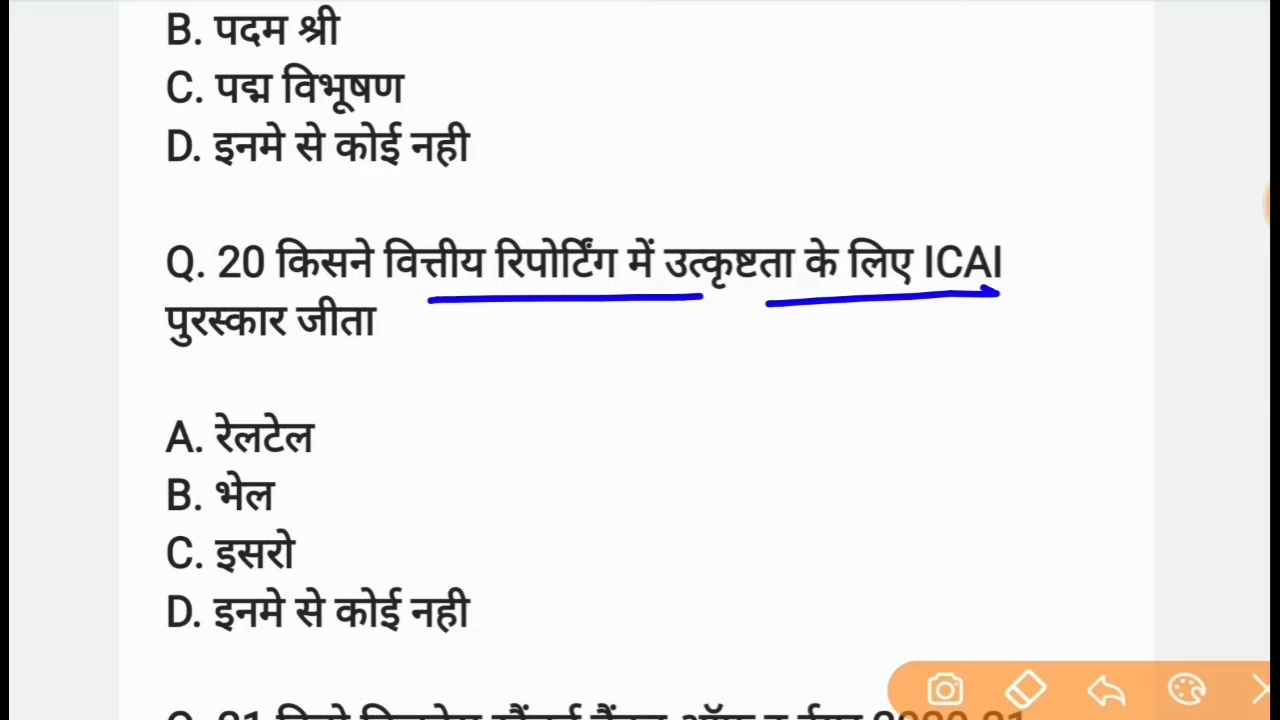 B. पदम श्री
C. पद्म विभूषण
D. इनमे से कोई नही
Q. 20 किसने वित्तीय रिपोर्टिंग में उत्कृष्टता के लिए ICAI
पुरस्कार जीता
A. रेलटेल
B. भेल
C. इसरो
D. इनमे से कोई नही